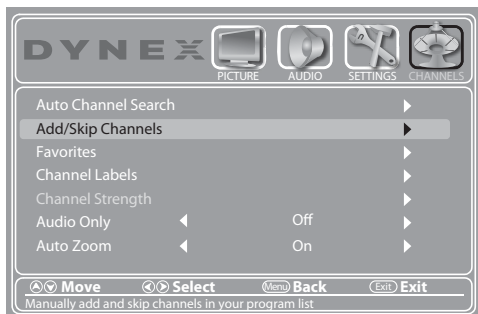 DYNEX
PICTURE AUDIO SETTINGS CHANNELS
Auto Channel Search
Add/Skip Channels
Favorites
Channel Labels
Channel Strength
Audio Only Off
Auto Zoom On
Move Select Menu Back Exit Exit
Manually add and skip channels in your program list